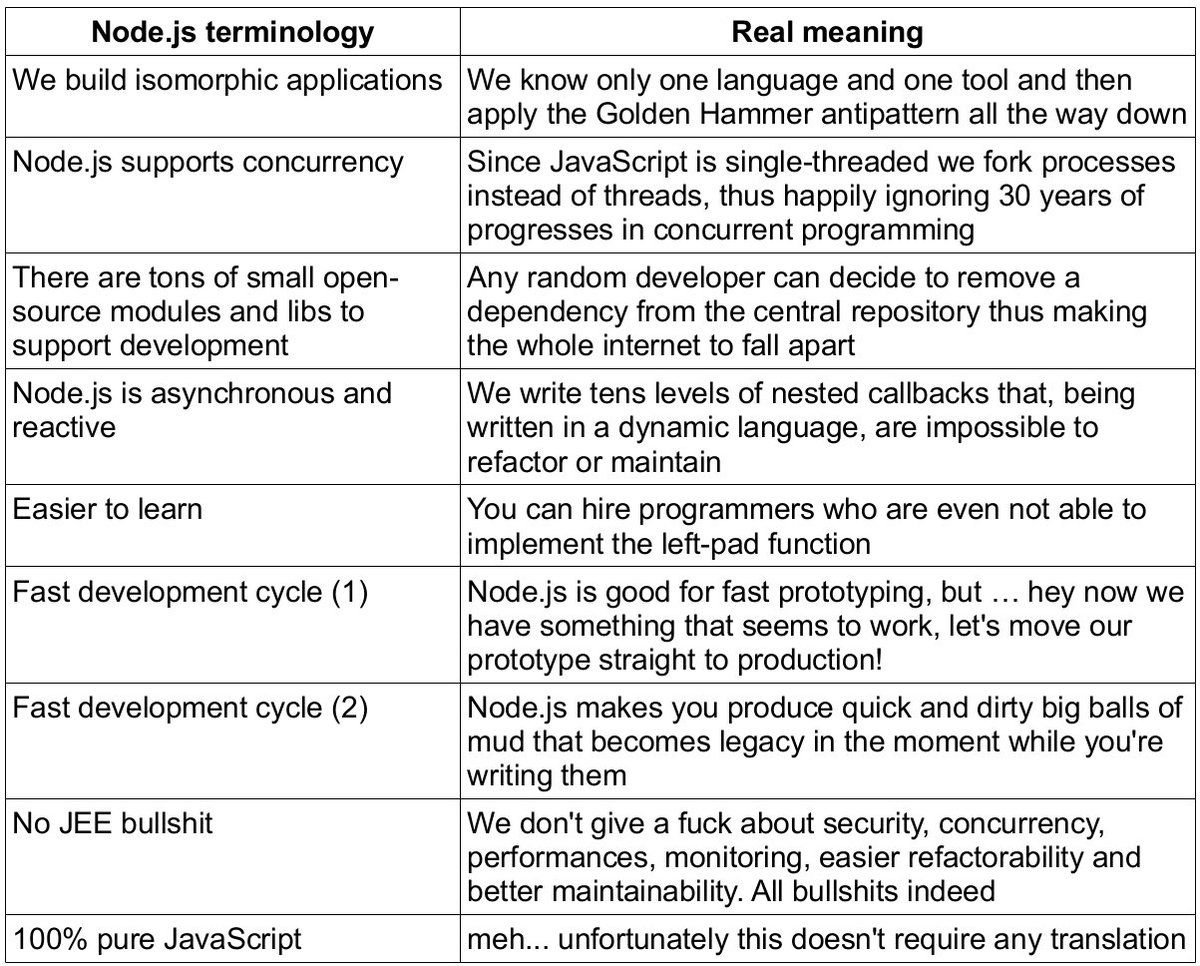 Node.js terminology
Real meaning
We build isomorphic applications
We know only one language and one tool and then
apply the Golden Hammer antipattern all the way down
Node.js supports concurrency
Since JavaScript is single-threaded we fork processes
instead of threads, thus happily ignoring 30 years of
progresses in concurrent programming
There are tons of small open-
source modules and libs to
support development
Any random developer can decide to remove a
dependency from the central repository thus making
the whole internet to fall apart
Node.js is asynchronous and
reactive
We write tens levels of nested callbacks that, being
written in a dynamic language, are impossible to
refactor or maintain
Easier to learn
You can hire programmers who are even not able to
implement the left-pad function
Fast development cycle (1)
Node.js is good for fast prototyping, but … hey now we
have something that seems to work, let's move our
prototype straight to production!
Fast development cycle (2)
Node.js makes you produce quick and dirty big balls of
mud that becomes legacy in the moment while you're
writing them
No JEE bullshit
We don't give a fuck about security, concurrency,
performances, monitoring, easier refactorability and
better maintainability. All bullshits indeed
100% pure JavaScript
meh... unfortunately this doesn't require any translation